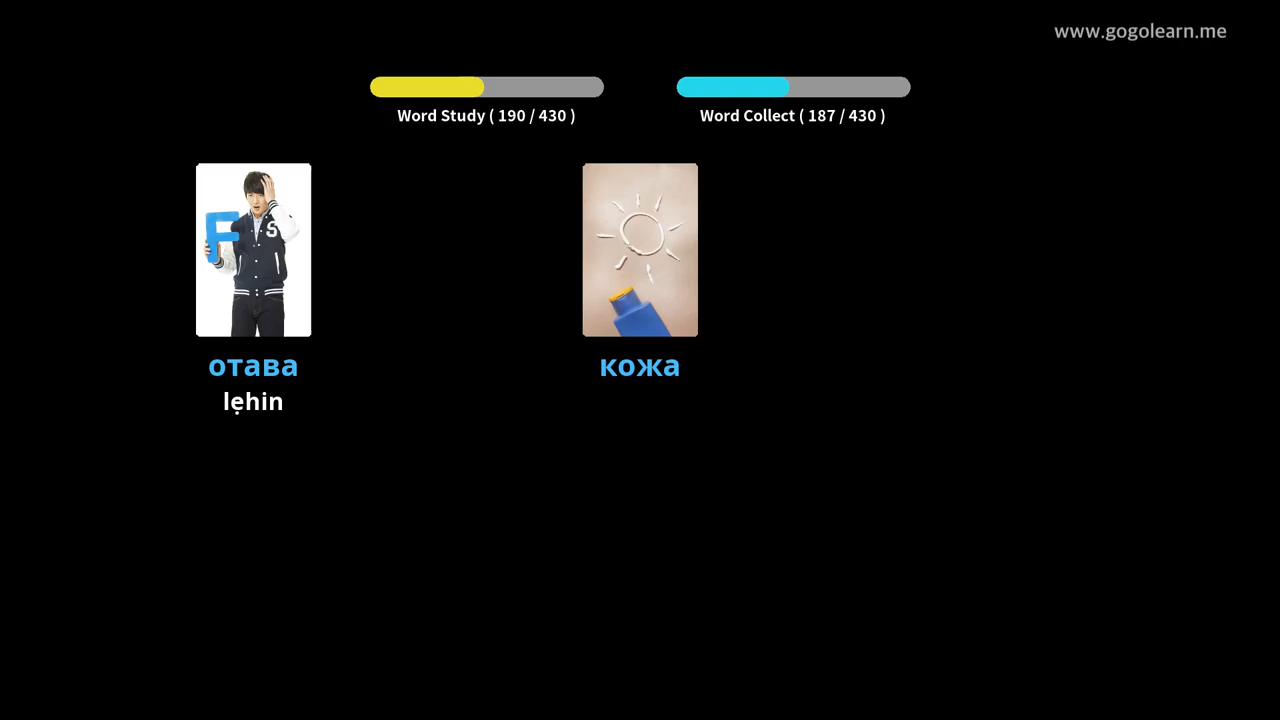 www.gogolearn.me
Word Study ( 190 / 430 )
Word Collect ( 187 / 430 )
F
S
отава
кожа
lẹhin